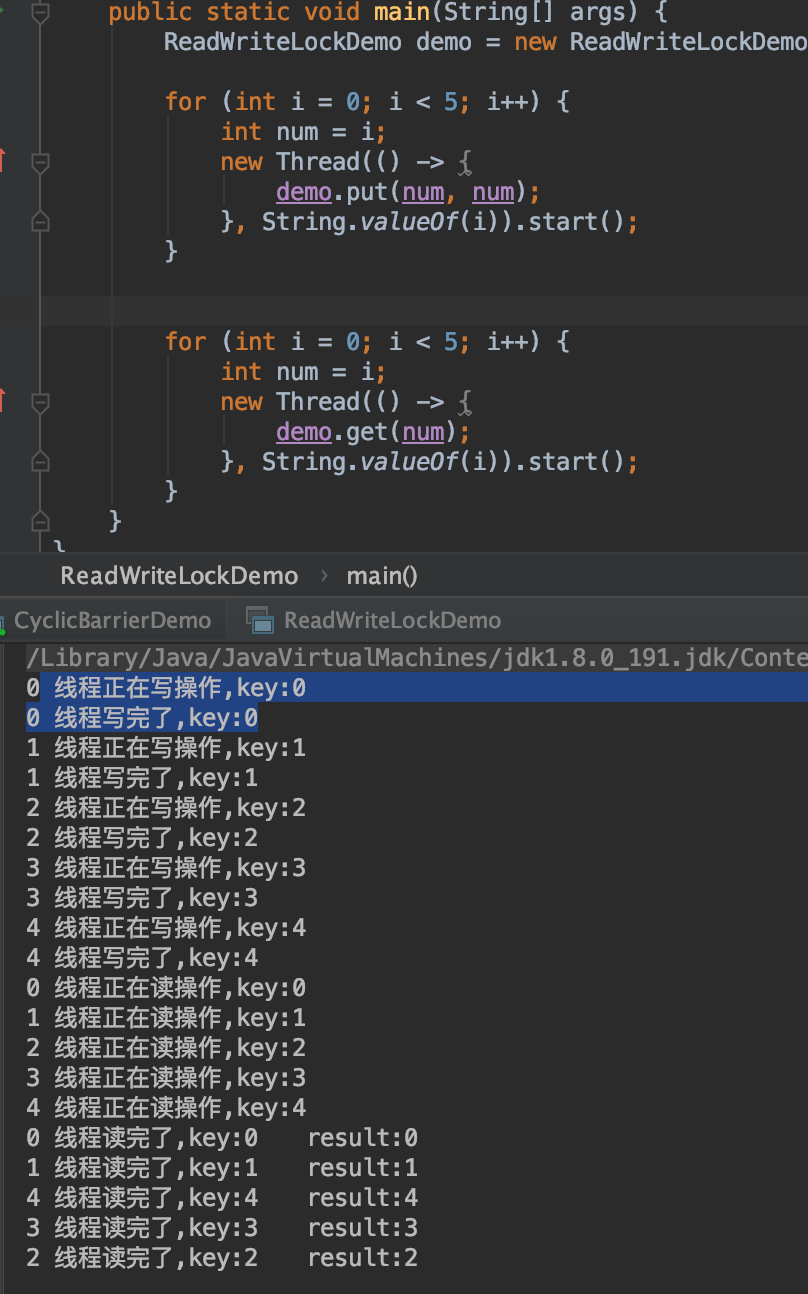 public static void main(String[] args) {
ReadWriteLockDemo demo = new ReadWriteLockDemo
for (int i = 0; i < 5; i++) {
int num = i;
new Thread(() -> {
demo.put(num, num);
}, String.valueOf(i)).start();
}
for (int i = 0; i < 5; i++) {
int num = i;
new Thread(() -> {
demo.get(num);
}, String.valueOf(i)).start();
}
}
}
ReadWriteLockDemo › main()
CyclicBarrierDemo ReadWriteLockDemo
/Library/Java/JavaVirtualMachines/jdk1.8.0_191.jdk/Conte
0 线程正在写操作,key:0
0 线程写完了,key:0
1 线程正在写操作,key:1
1 线程写完了,key:1
2 线程正在写操作,key:2
2 线程写完了,key:2
3 线程正在写操作,key:3
3 线程写完了,key:3
4 线程正在写操作,key:4
4 线程写完了,key:4
0 线程正在读操作,key:0
1 线程正在读操作,key:1
2 线程正在读操作,key:2
3 线程正在读操作,key:3
4 线程正在读操作,key:4
0 线程读完了,key:0 result:0
1 线程读完了,key:1 result:1
4 线程读完了,key:4 result:4
3 线程读完了,key:3 result:3
2 线程读完了,key:2 result:2